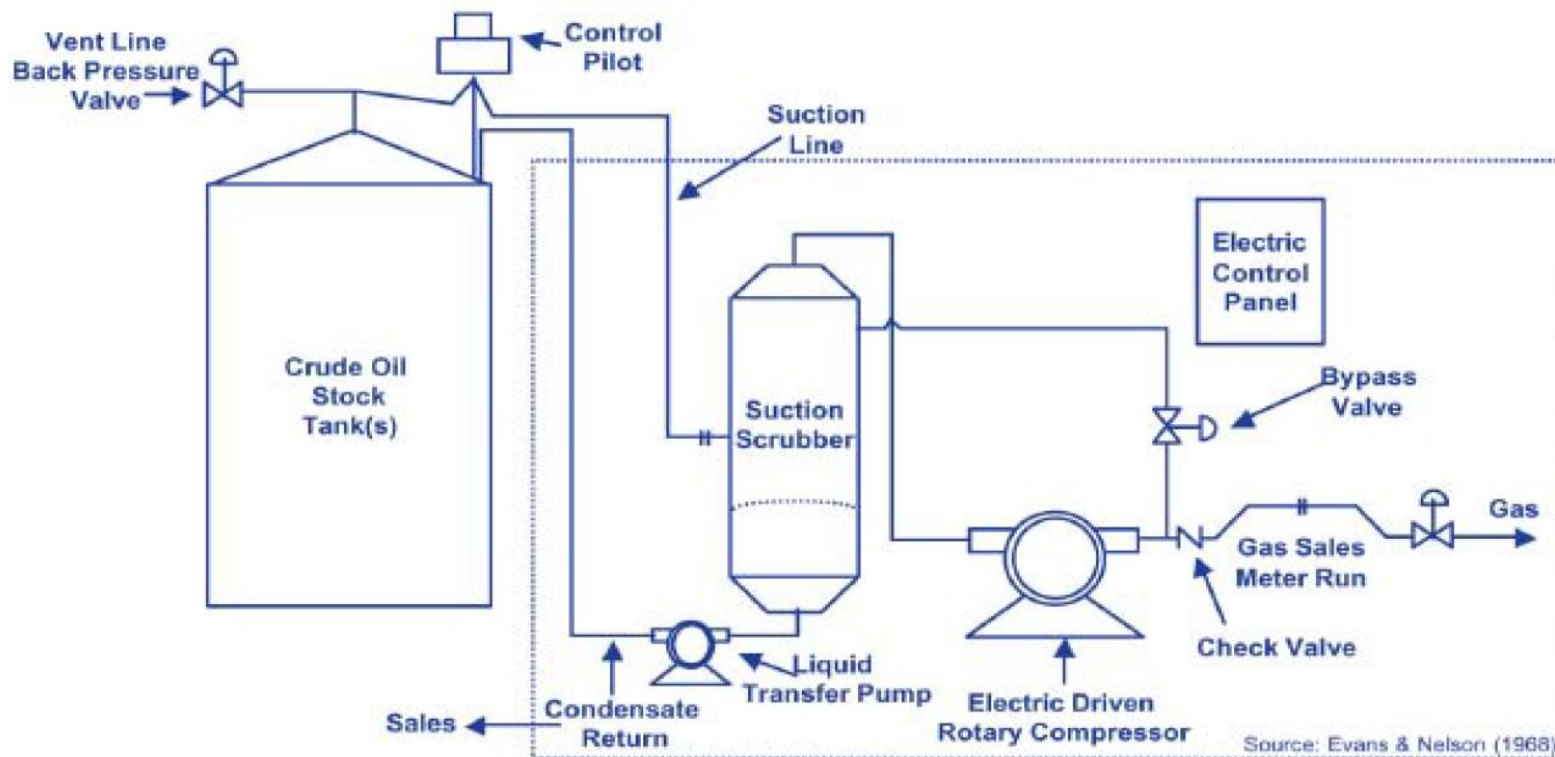 Vent Line
Back Pressure
Valve
Control
Pilot
Suction
Line
Electric
Control
Panel
Crude Oil
Stock
Tank(s)
Suction
Scrubber
Bypass
Valve
Gas
Gas Sales
Meter Run
Check Valve
Liquid
Transfer Pump
Electric Driven
Rotary Compressor
Sales
Condensate
Return
Source: Evans & Nelson (1968)